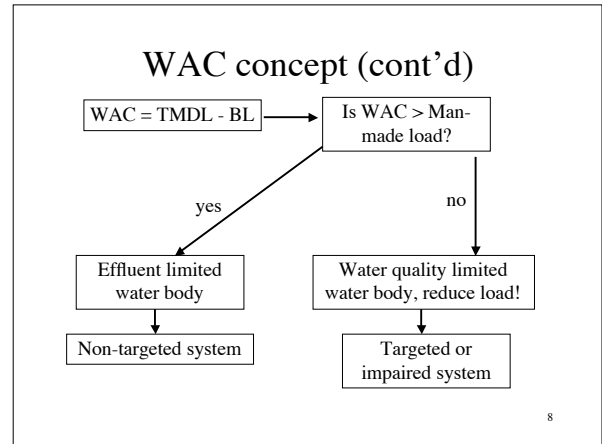 WAC concept (cont’d)
WAC = TMDL - BL
Is WAC > Man-
made load?
yes
no
Effluent limited
water body
Water quality limited
water body, reduce load!
Non-targeted system
Targeted or
impaired system
8